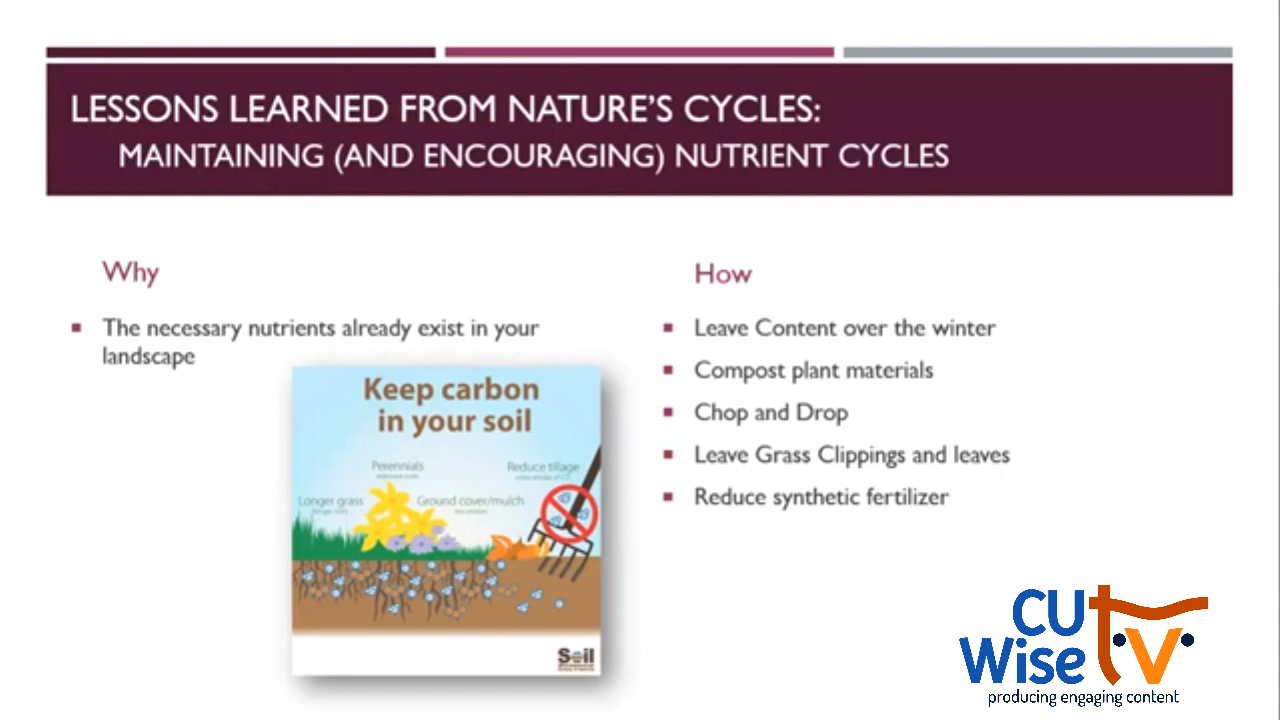 LESSONS LEARNED FROM NATURE'S CYCLES:
MAINTAINING (AND ENCOURAGING) NUTRIENT CYCLES
Why
The necessary nutrients already exist in your
landscape
Keep carbon
in your soil
Perennials
Reduce tillage
Longer grass
Ground cover/mulch
Soil
How
Leave Content over the winter
Compost plant materials
Chop and Drop
Leave Grass Clippings and leaves
Reduce synthetic fertilizer
CU
Wise tv
producing engaging content